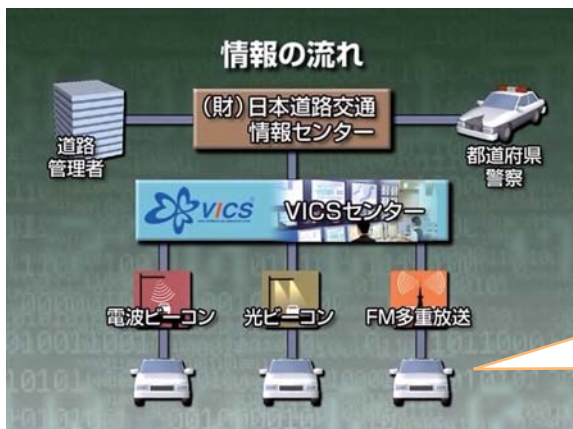 情報の流れ
(財)日本道路交通
情報センター
道路
管理者
都道府県
警察
VICS
VICSセンター
電波ビーコン
光ビーコン
FM多重放送